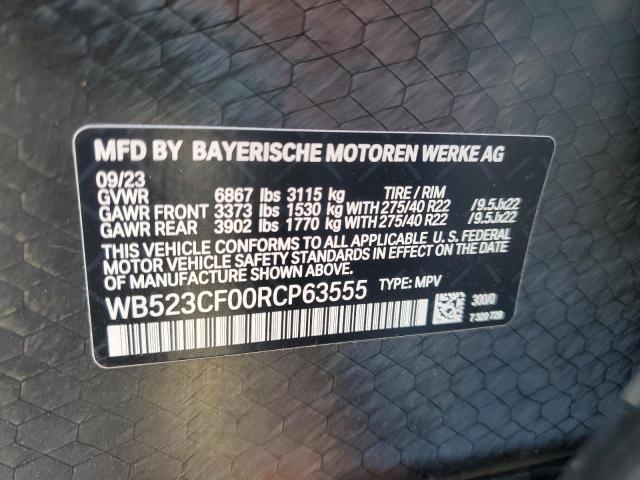 MFD BY BAYERISCHE MOTOREN WERKE AG
09/23
GVWR 6867 lbs 3115 kg TIRE / RIM
GAWR FRONT 3373 lbs 1530 kg WITH 275/40 R22 /9.5Jx22
GAWR REAR 3902 lbs 1770 kg WITH 275/40 R22 /9.5Jx22
THIS VEHICLE CONFORMS TO ALL APPLICABLE U. S. FEDERAL
MOTOR VEHICLE SAFETY STANDARDS IN EFFECT ON THE DATE
OF MANUFACTURE SHOWN ABOVE.
WB523CF00RCP63555 TYPE: MPV
300/0